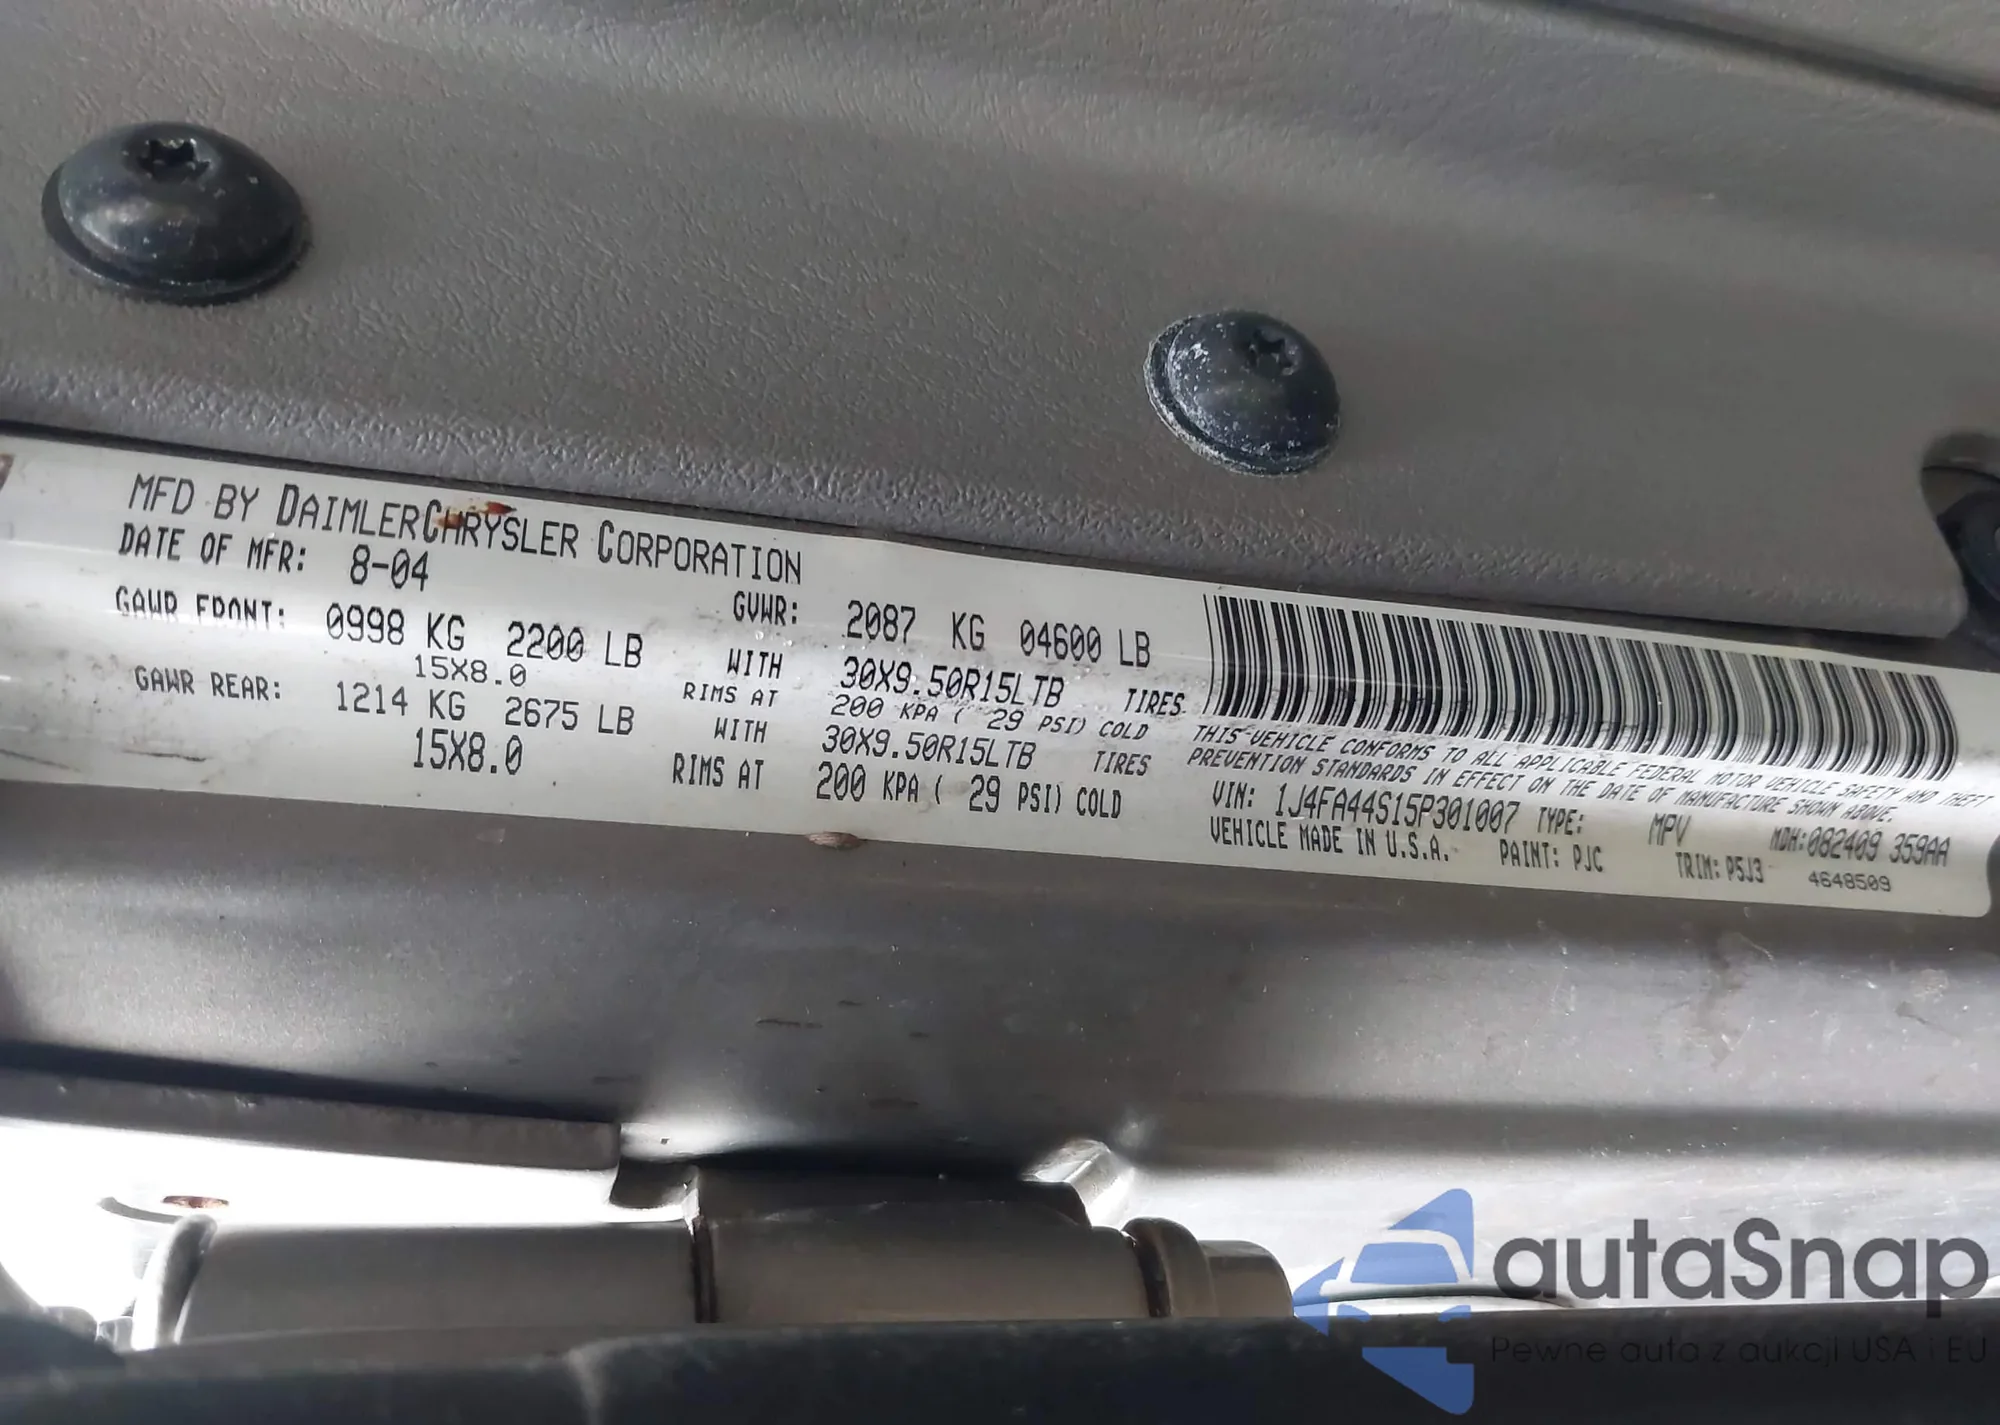 MFD BY DAIMLERCHRYSLER CORPORATION
DATE OF MFR: 8-04 GVWR: 2087 KG 04600 LB
GAWR FRONT: 0998 KG 2200 LB WITH 30X9.50R15LTB TIRES
15X8.0 RIMS AT 200 KPA ( 29 PSI) COLD
GAWR REAR: 1214 KG 2675 LB WITH 30X9.50R15LTB TIRES
15X8.0 RIMS AT 200 KPA ( 29 PSI) COLD
THIS VEHICLE CONFORMS TO ALL APPLICABLE FEDERAL MOTOR VEHICLE SAFETY AND THEFT
PREVENTION STANDARDS IN EFFECT ON THE DATE OF MANUFACTURE SHOWN ABOVE.
VIN: 1J4FA44S15P301007 TYPE: MPV MDH:082409 359AA
VEHICLE MADE IN U.S.A. PAINT: PJC TRIM: P5J3 4648509
autaSnap
Pewne auta z aukcji USA i EU